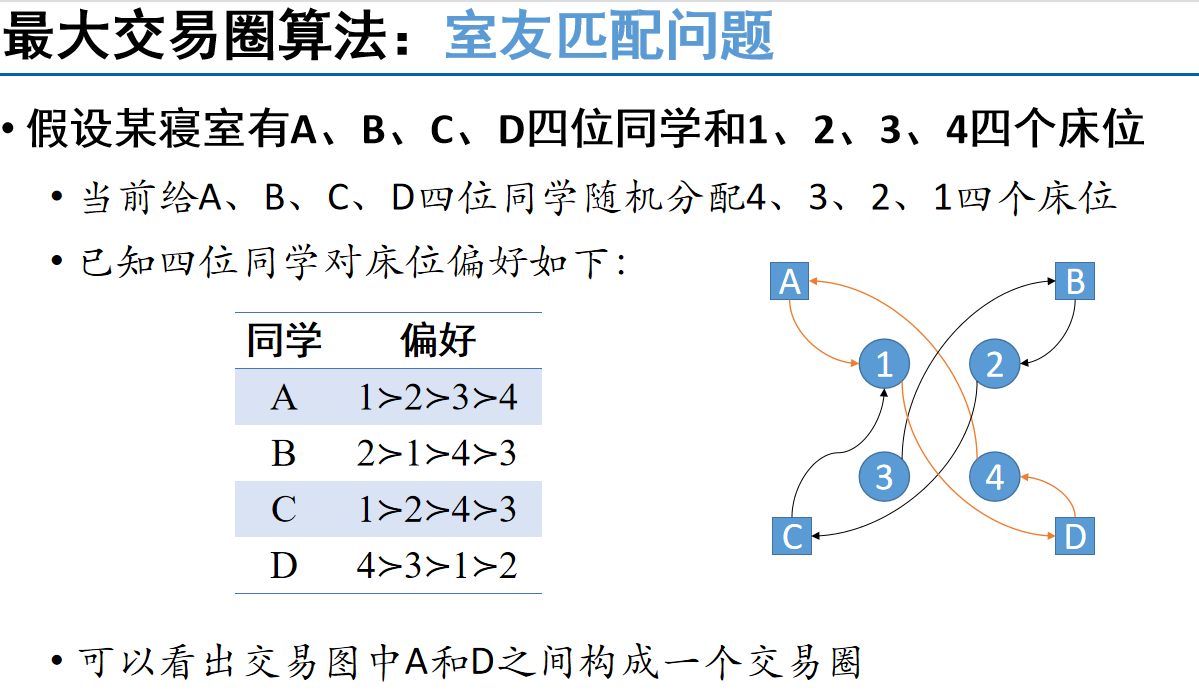 最大交易圈算法：室友匹配问题
• 假设某寝室有A、B、C、D四位同学和1、2、3、4四个床位
• 当前给A、B、C、D四位同学随机分配4、3、2、1四个床位
• 已知四位同学对床位偏好如下：
同学 偏好
A 1≻2≻3≻4
B 2≻1≻4≻3
C 1≻2≻4≻3
D 4≻3≻1≻2
A B
1 2
3 4
C D
• 可以看出交易图中A和D之间构成一个交易圈